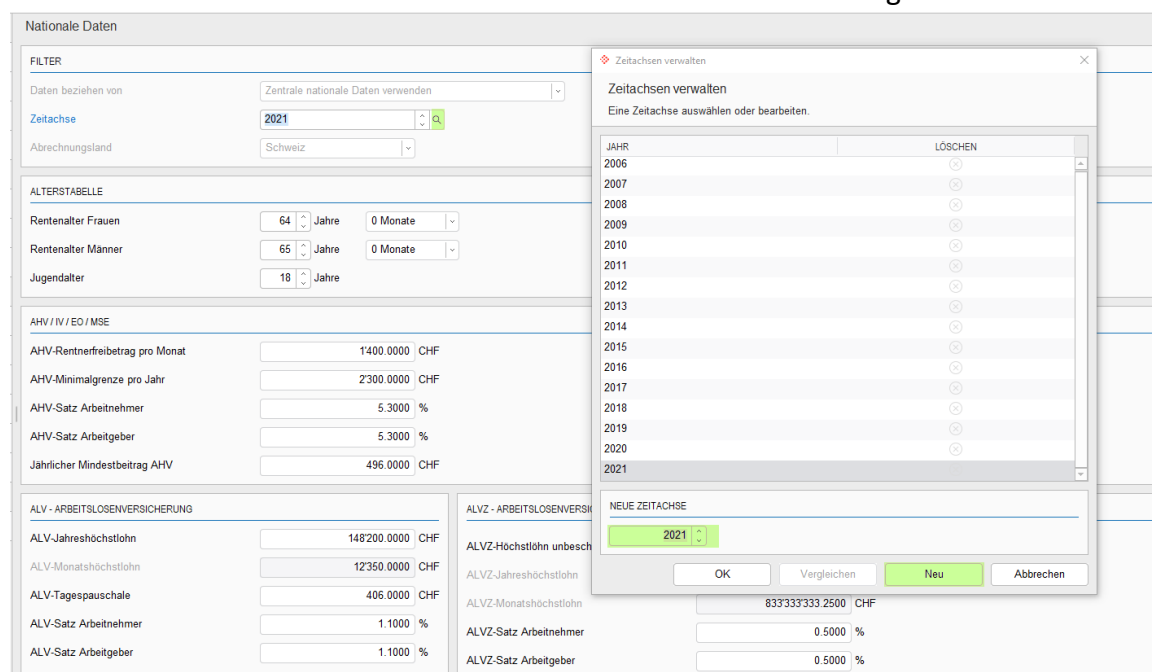 Nationale Daten
FILTER
Daten beziehen von Zentrale nationale Daten verwenden
Zeitachse 2021
Abrechnungsland Schweiz
ALTERSTABELLE
Rentenalter Frauen 64 Jahre 0 Monate
Rentenalter Männer 65 Jahre 0 Monate
Jugendalter 18 Jahre
AHV / IV / EO / MSE
AHV-Rentnerfreibetrag pro Monat 1'400.0000 CHF
AHV-Minimalgrenze pro Jahr 2'300.0000 CHF
AHV-Satz Arbeitnehmer 5.3000 %
AHV-Satz Arbeitgeber 5.3000 %
Jährlicher Mindestbeitrag AHV 496.0000 CHF
ALV - ARBEITSLOSENVERSICHERUNG
ALV-Jahreshöchstlohn 148'200.0000 CHF
ALV-Monatshöchstlohn 12'350.0000 CHF
ALV-Tagespauschale 406.0000 CHF
ALV-Satz Arbeitnehmer 1.1000 %
ALV-Satz Arbeitgeber 1.1000 %
ALVZ - ARBEITSLOSENVERSI
ALVZ-Höchstlöhn unbesch
ALVZ-Jahreshöchstlohn
ALVZ-Monatshöchstlohn 833'333'333.2500 CHF
ALVZ-Satz Arbeitnehmer 0.5000 %
ALVZ-Satz Arbeitgeber 0.5000 %
Zeitachsen verwalten
Zeitachsen verwalten
Eine Zeitachse auswählen oder bearbeiten.
JAHR LÖSCHEN
2006
2007
2008
2009
2010
2011
2012
2013
2014
2015
2016
2017
2018
2019
2020
2021
NEUE ZEITACHSE
2021
OK Vergleichen Neu Abbrechen